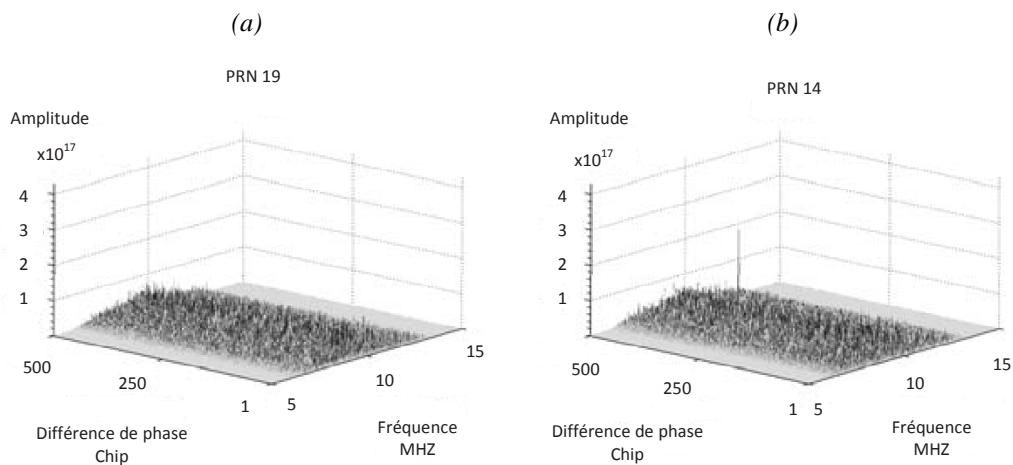 (a)
PRN 19
Amplitude
x10¹⁷
4
3
2
1
500
250
1
5
10
15
Différence de phase
Chip
Fréquence
MHZ
(b)
PRN 14
Amplitude
x10¹⁷
4
3
2
1
500
250
1
5
10
15
Différence de phase
Chip
Fréquence
MHZ